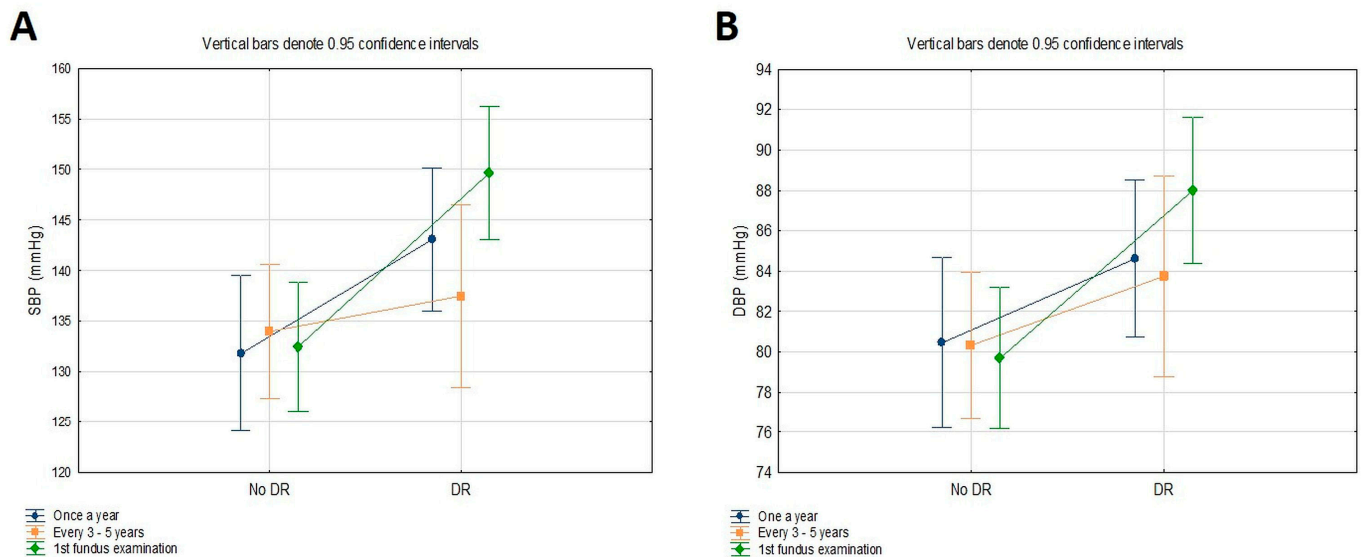 A
Vertical bars denote 0.95 confidence intervals
160
155
150
145
140
135
130
125
120
SBP (mmHg)
No DR
DR
Once a year
Every 3 - 5 years
1st fundus examination
B
Vertical bars denote 0.95 confidence intervals
94
92
90
88
86
84
82
80
78
76
74
DBP (mmHg)
No DR
DR
One a year
Every 3 - 5 years
1st fundus examination